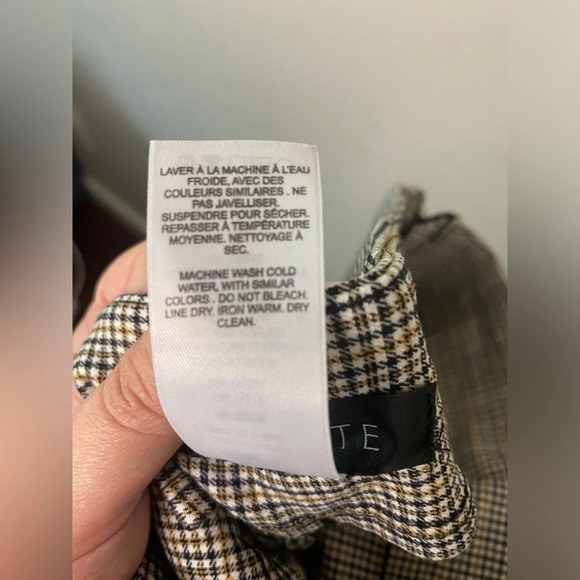 LAVER À LA MACHINE À L'EAU
FROIDE, AVEC DES
COULEURS SIMILAIRES . NE
PAS JAVELLISER.
SUSPENDRE POUR SÉCHER.
REPASSER À TEMPÉRATURE
MOYENNE. NETTOYAGE À
SEC.
MACHINE WASH COLD
WATER, WITH SIMILAR
COLORS . DO NOT BLEACH.
LINE DRY. IRON WARM. DRY
CLEAN.
TE